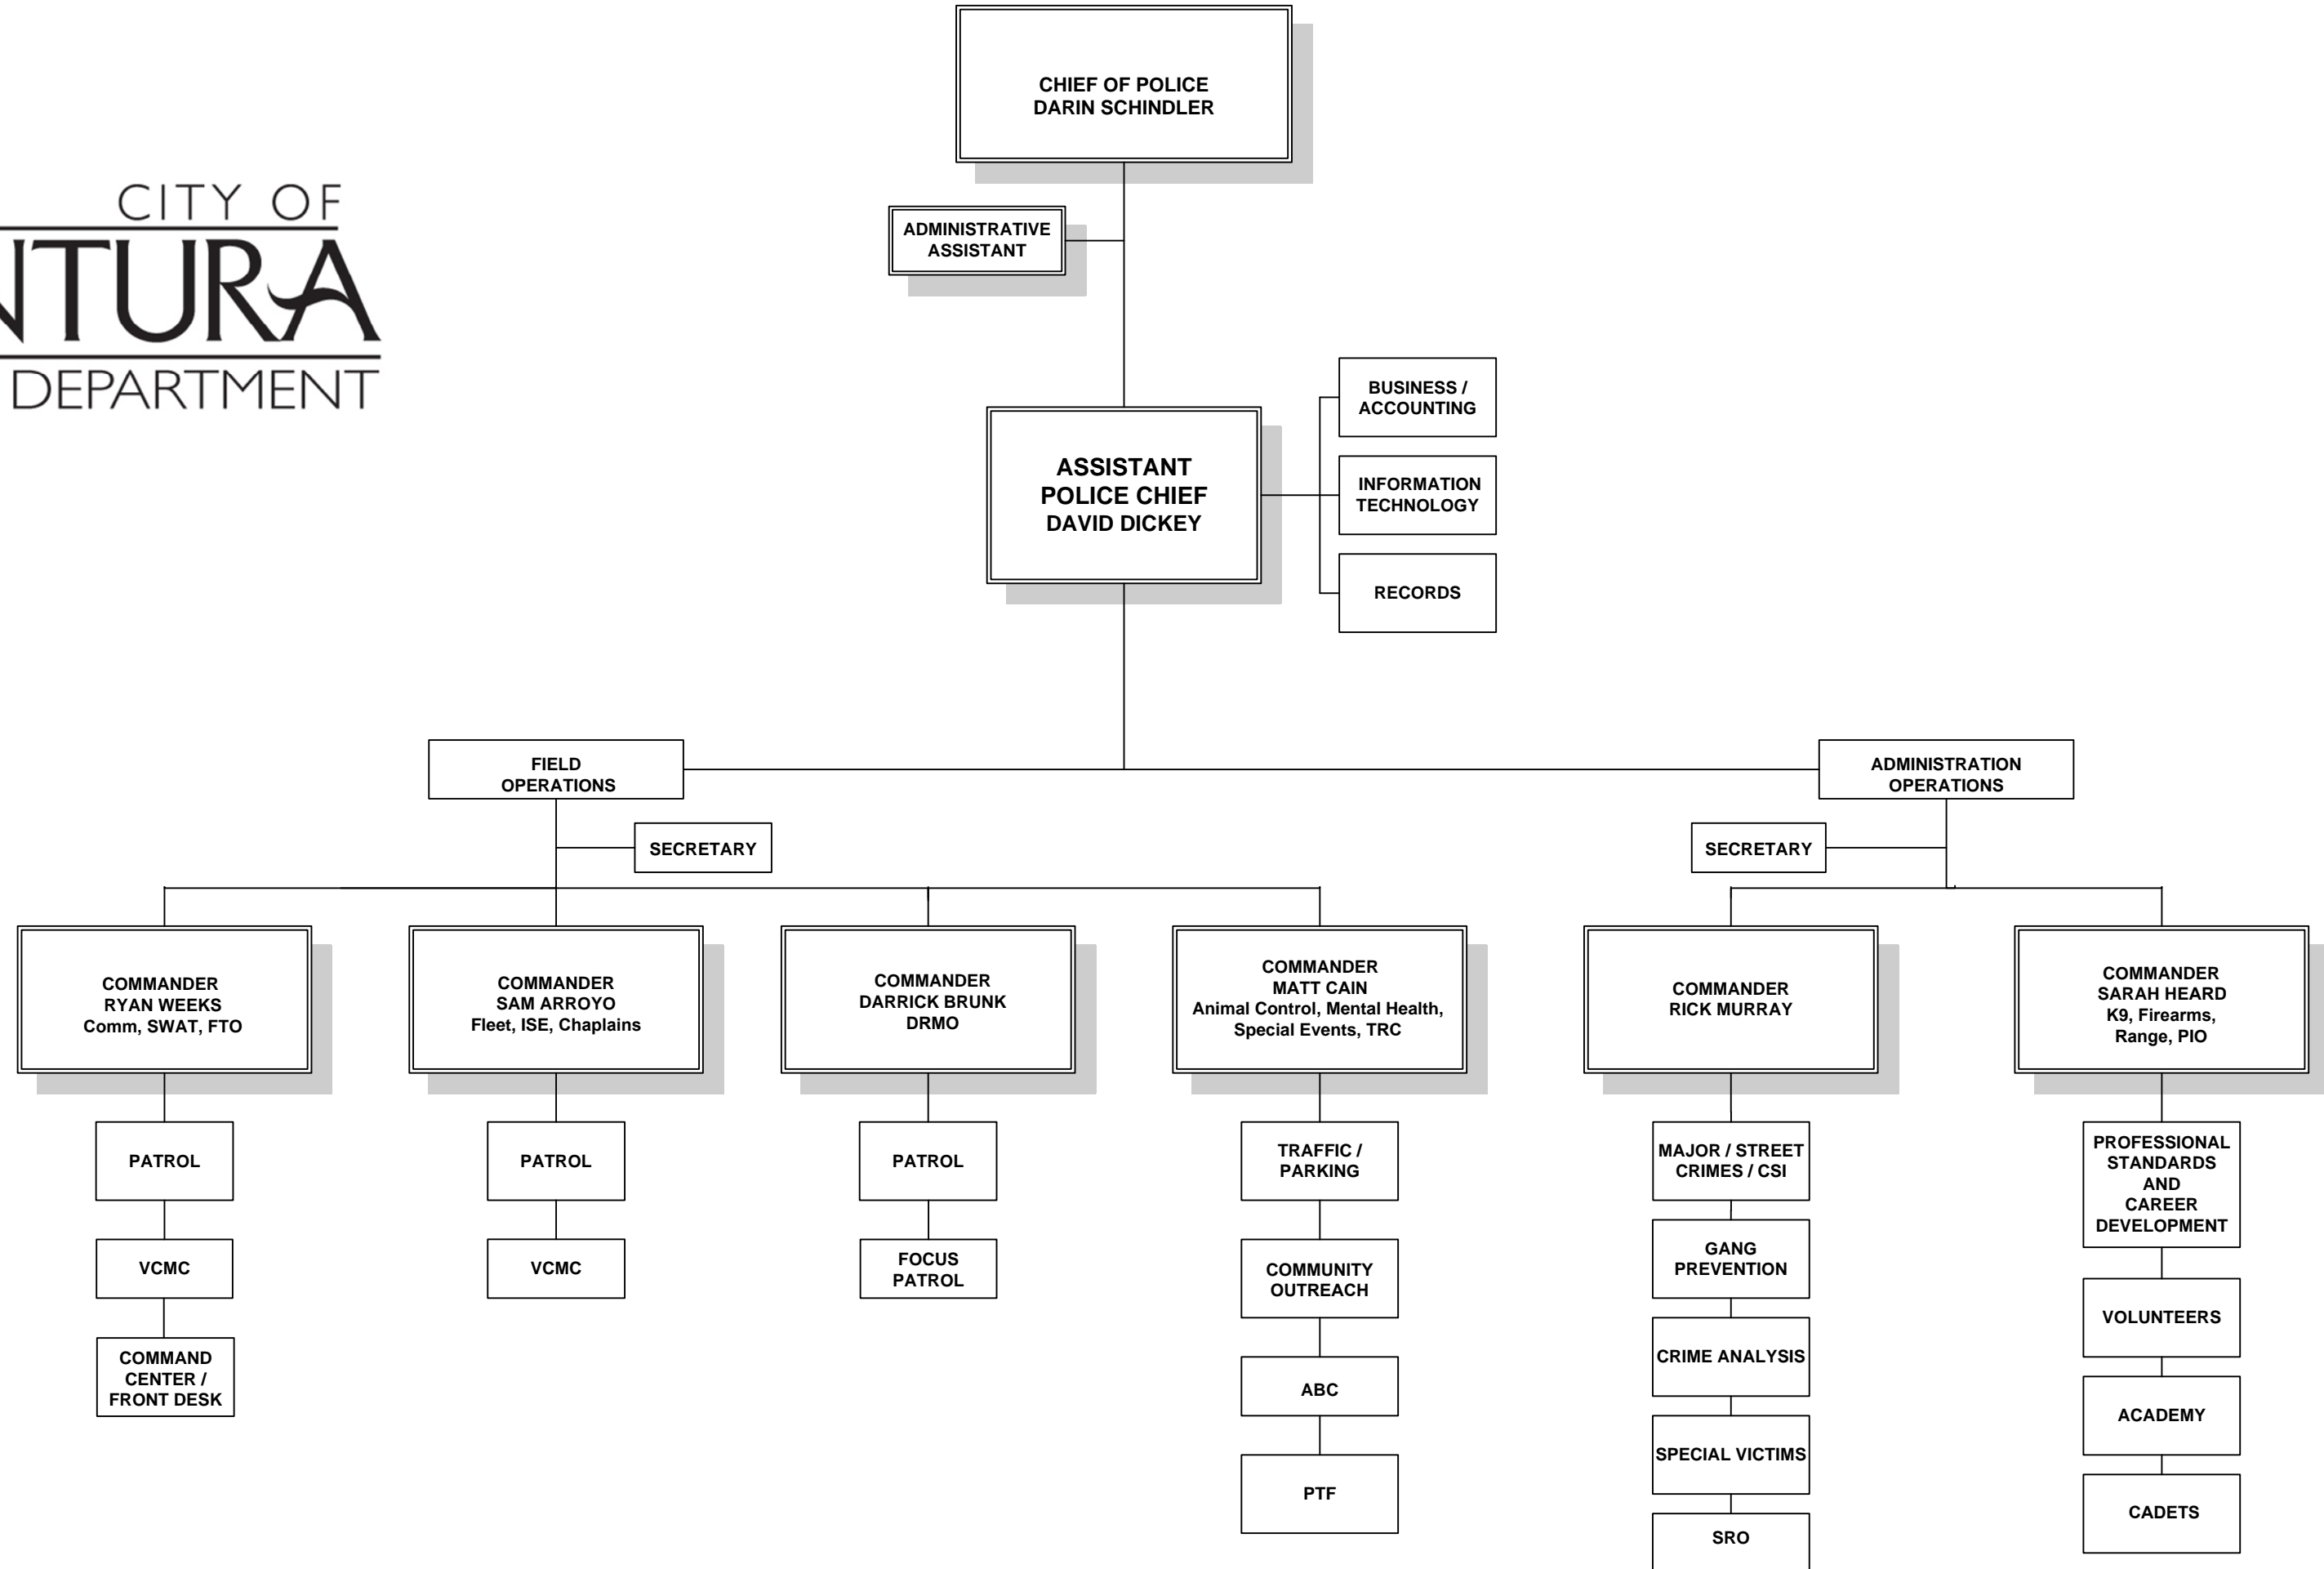 CHIEF OF POLICE
DARIN SCHINDLER
CITY OF
NTURA
DEPARTMENT
ADMINISTRATIVE
ASSISTANT
BUSINESS /
ACCOUNTING
ASSISTANT
POLICE CHIEF
DAVID DICKEY
INFORMATION
TECHNOLOGY
RECORDS
FIELD
OPERATIONS
ADMINISTRATION
OPERATIONS
SECRETARY
SECRETARY
COMMANDER
RYAN WEEKS
Comm, SWAT, FTO
COMMANDER
SAM ARROYO
Fleet, ISE, Chaplains
COMMANDER
DARRICK BRUNK
DRMO
COMMANDER
MATT CAIN
Animal Control, Mental Health,
Special Events, TRC
COMMANDER
RICK MURRAY
COMMANDER
SARAH HEARD
K9, Firearms,
Range, PIO
PATROL
VCMC
COMMAND
CENTER /
FRONT DESK
PATROL
VCMC
PATROL
FOCUS
PATROL
TRAFFIC /
PARKING
COMMUNITY
OUTREACH
ABC
PTF
MAJOR / STREET
CRIMES / CSI
GANG
PREVENTION
CRIME ANALYSIS
SPECIAL VICTIMS
SRO
PROFESSIONAL
STANDARDS
AND
CAREER
DEVELOPMENT
VOLUNTEERS
ACADEMY
CADETS